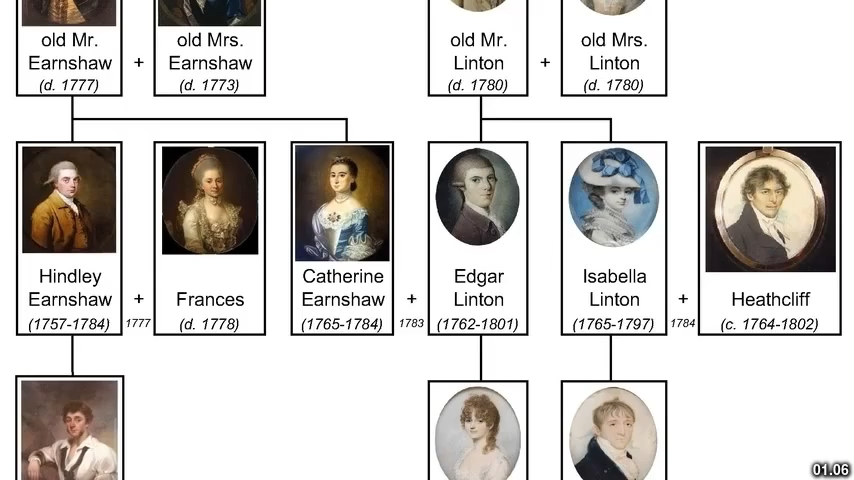 old Mr.
Earnshaw
(d. 1777)
+
old Mrs.
Earnshaw
(d. 1773)
old Mr.
Linton
(d. 1780)
+
old Mrs.
Linton
(d. 1780)
Hindley
Earnshaw
(1757-1784)
+
1777
Frances
(d. 1778)
Catherine
Earnshaw
(1765-1784)
+
1783
Edgar
Linton
(1762-1801)
Isabella
Linton
(1765-1797)
+
1784
Heathcliff
(c. 1764-1802)
01.06